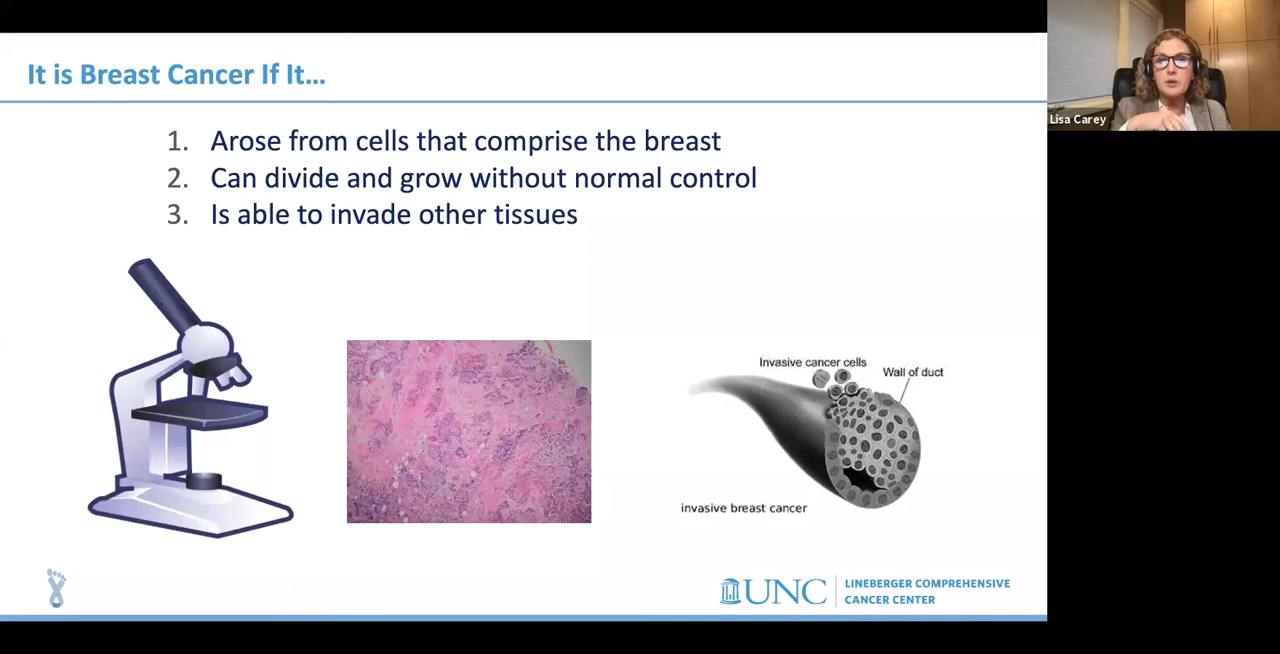 It is Breast Cancer If It...
1. Arose from cells that comprise the breast
2. Can divide and grow without normal control
3. Is able to invade other tissues
Invasive cancer cells
Wall of duct
invasive breast cancer
UNC LINEBERGER COMPREHENSIVE
CANCER CENTER
Lisa Carey